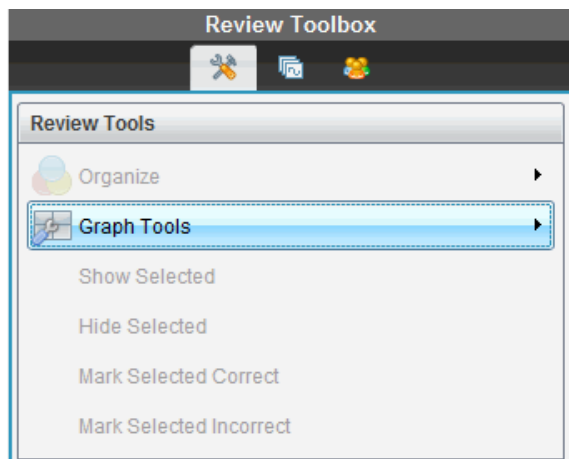 Review Toolbox
Review Tools
Organize
Graph Tools
Show Selected
Hide Selected
Mark Selected Correct
Mark Selected Incorrect